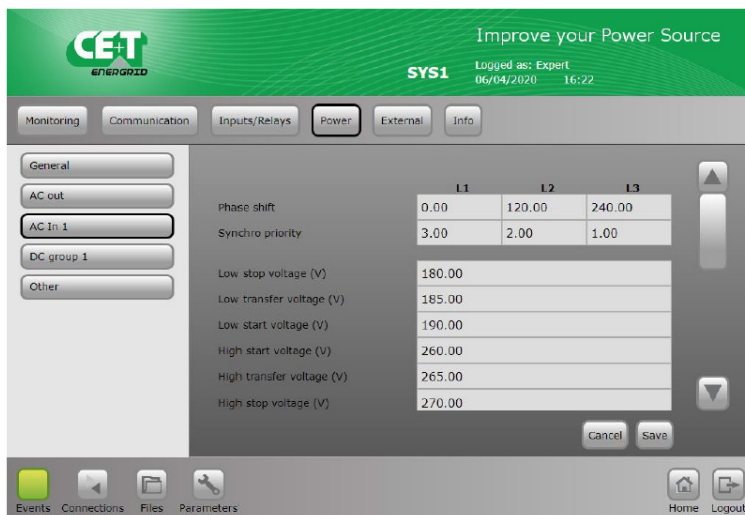 CE+T
ENERGRID
Improve your Power Source
SYS1
Logged as: Expert
06/04/2020 16:22
Monitoring Communication Inputs/Relays Power External Info
General
AC out
AC In 1
DC group 1
Other
L1 L2 L3
Phase shift 0.00 120.00 240.00
Synchro priority 3.00 2.00 1.00
Low stop voltage (V) 180.00
Low transfer voltage (V) 185.00
Low start voltage (V) 190.00
High start voltage (V) 260.00
High transfer voltage (V) 265.00
High stop voltage (V) 270.00
Cancel Save
Events Connections Files Parameters Home Logout